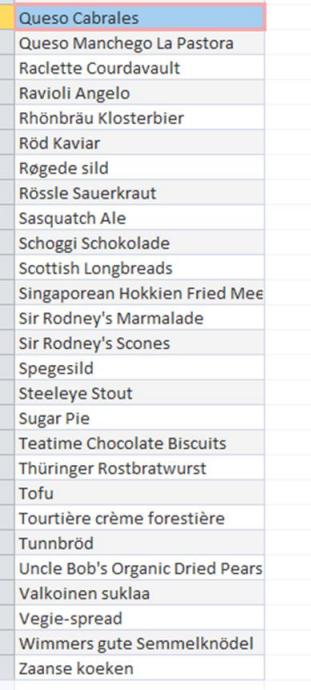 Queso Cabrales
Queso Manchego La Pastora
Raclette Courdavault
Ravioli Angelo
Rhönbräu Klosterbier
Röd Kaviar
Røgede sild
Rössle Sauerkraut
Sasquatch Ale
Schoggi Schokolade
Scottish Longbreads
Singaporean Hokkien Fried Mee
Sir Rodney's Marmalade
Sir Rodney's Scones
Spegesild
Steeleye Stout
Sugar Pie
Teatime Chocolate Biscuits
Thüringer Rostbratwurst
Tofu
Tourtière crème forestière
Tunnbröd
Uncle Bob's Organic Dried Pears
Valkoinen suklaa
Vegie-spread
Wimmers gute Semmelknödel
Zaanse koeken